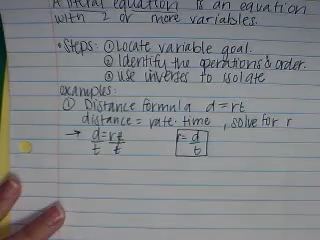 A literal equation is an equation
with 2 or more variables.
• Steps: ① Locate variable goal.
② Identify the operations & order.
③ use inverses to isolate
examples:
① Distance formula d=rt
distance = rate · time , solve for r
→ d=rt r= d
t t t